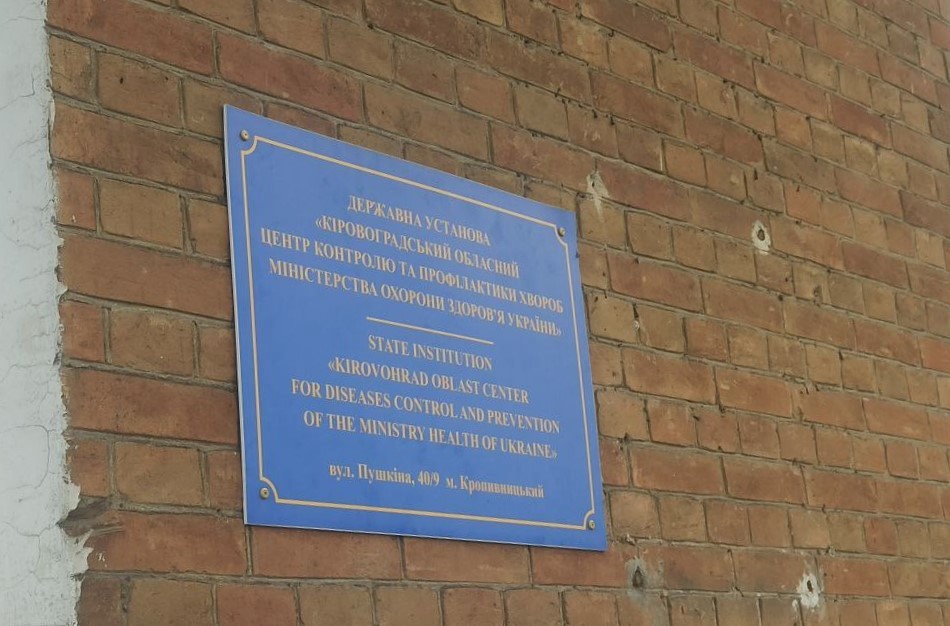 ДЕРЖАВНА УСТАНОВА
«КІРОВОГРАДСЬКИЙ ОБЛАСНИЙ
ЦЕНТР КОНТРОЛЮ ТА ПРОФІЛАКТИКИ ХВОРОБ
МІНІСТЕРСТВА ОХОРОНИ ЗДОРОВ'Я УКРАЇНИ»
STATE INSTITUTION
«KIROVOHRAD OBLAST CENTER
FOR DISEASES CONTROL AND PREVENTION
OF THE MINISTRY HEALTH OF UKRAINE»
вул. Пушкіна, 40/9 м. Кропивницький